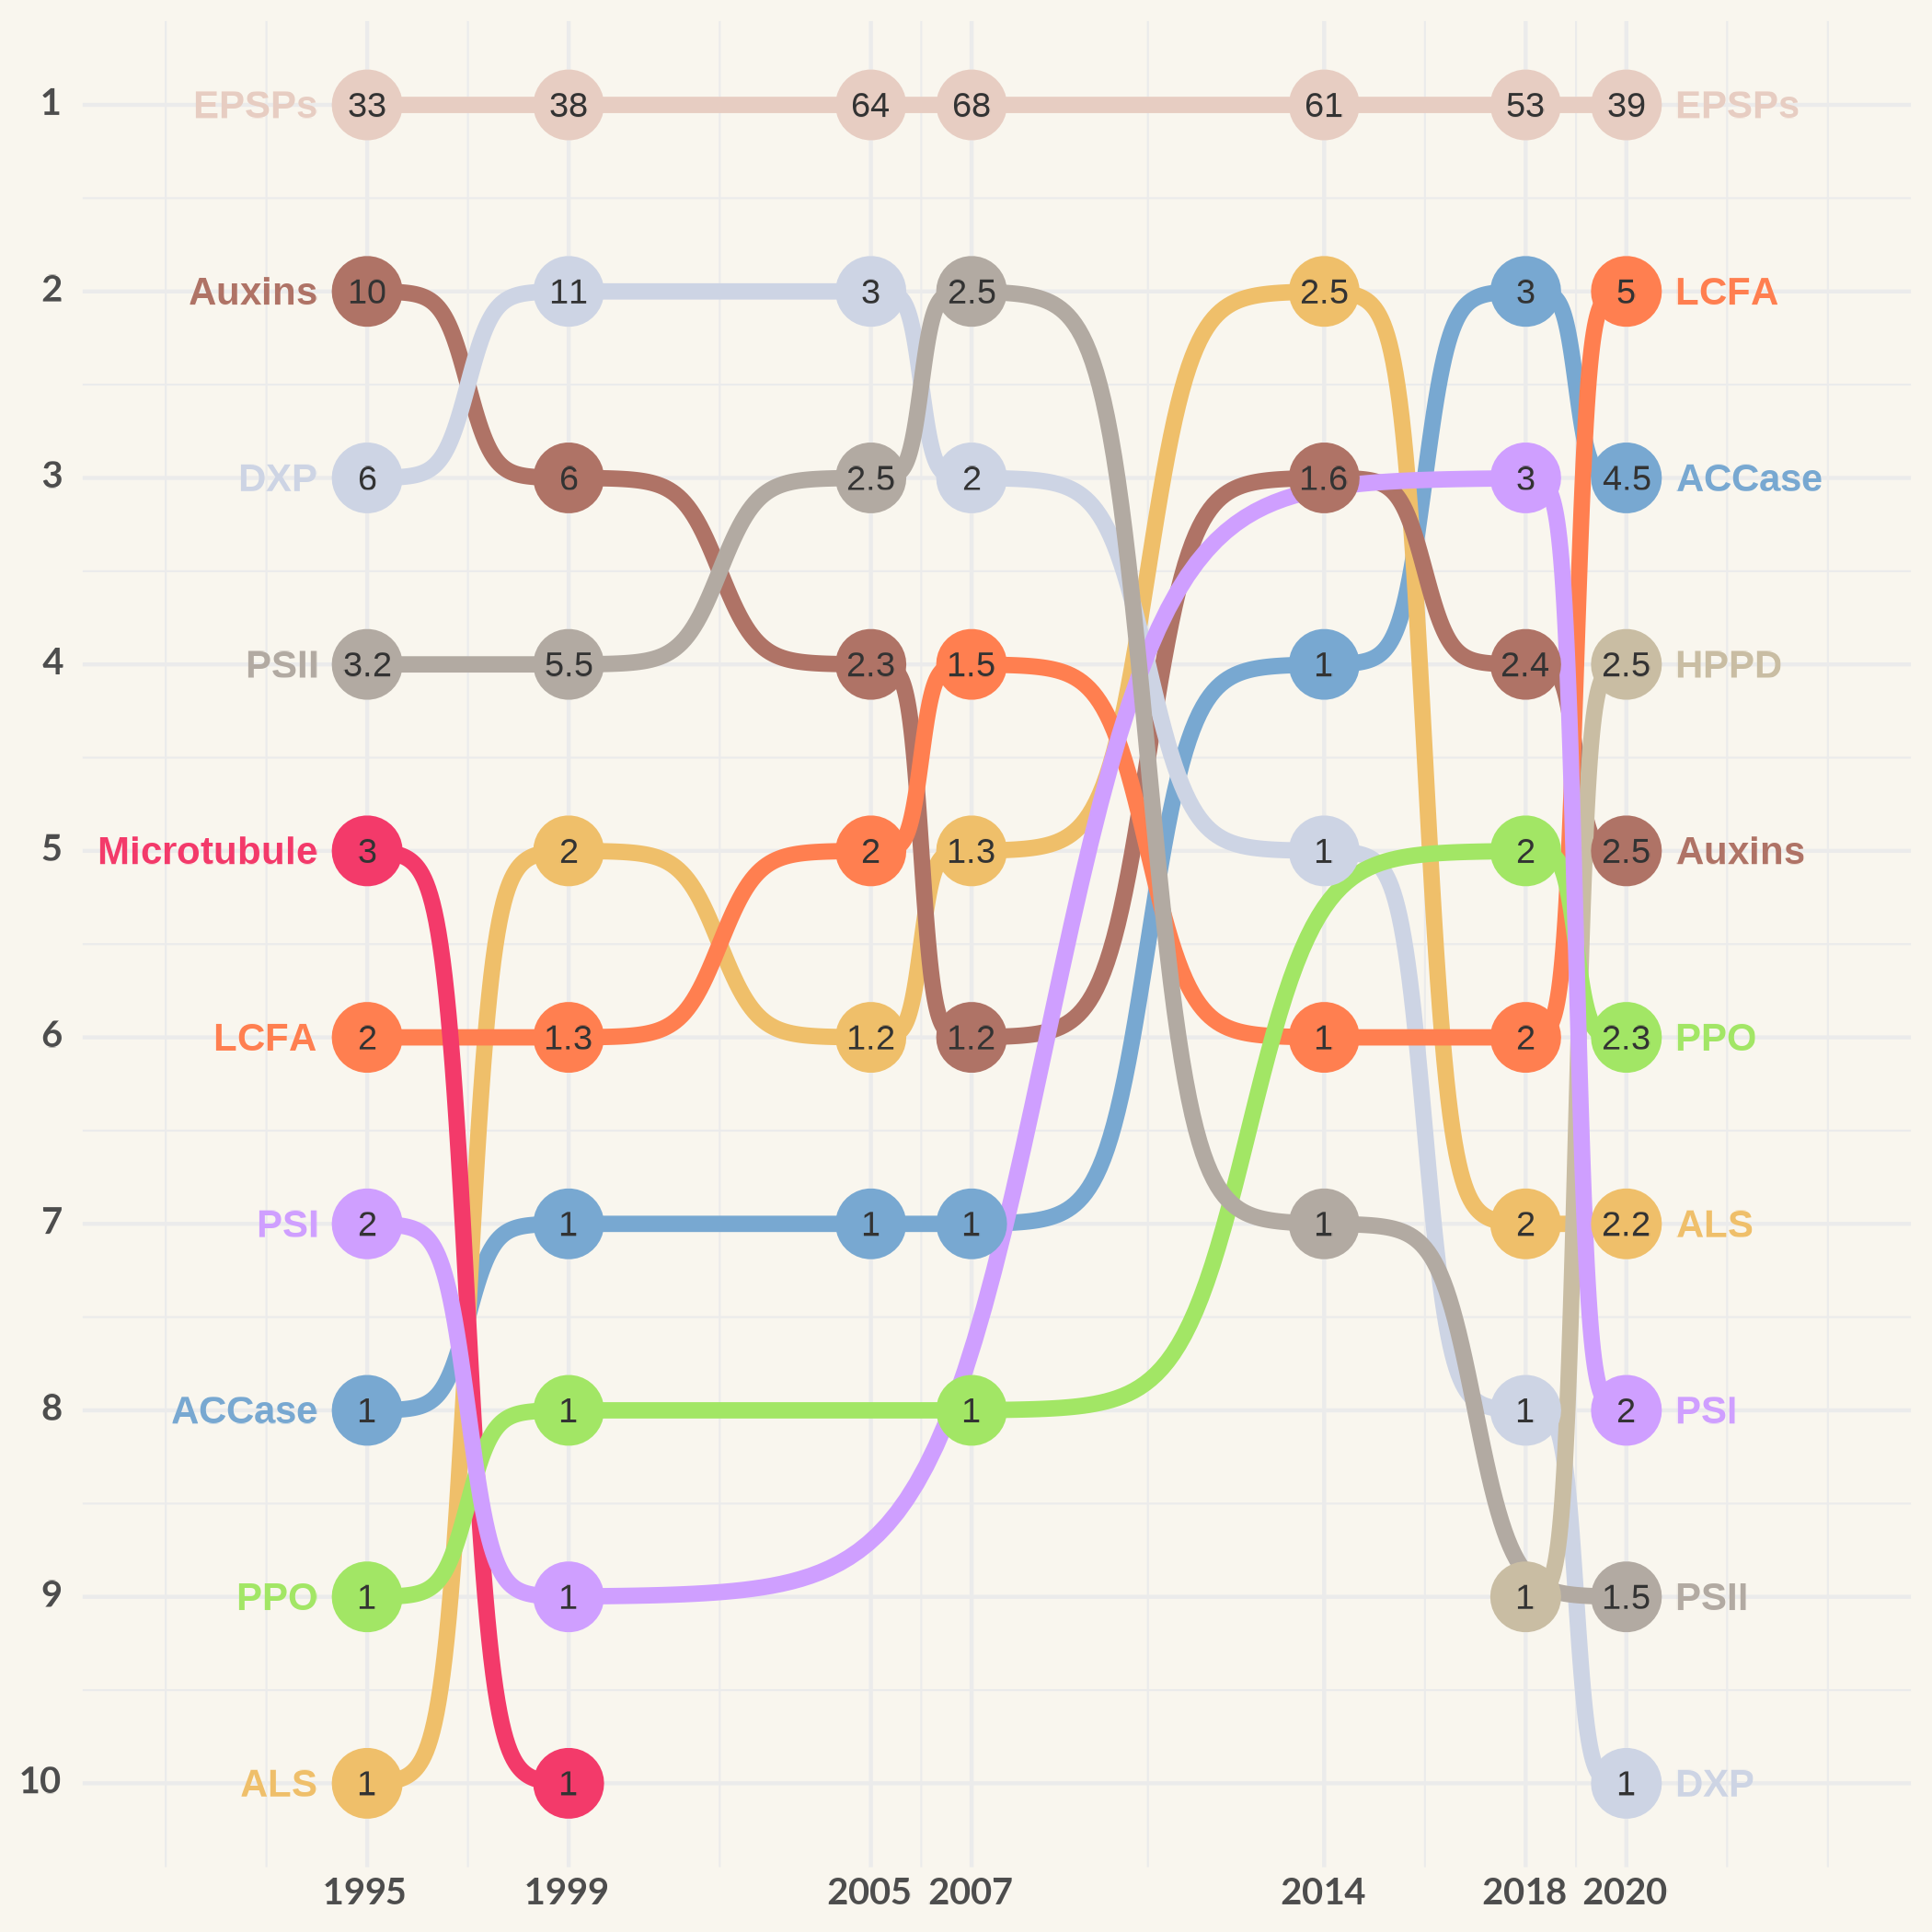 1 EPSPs 33 38 64 68 61 53 39 EPSPs
2 Auxins 10 11 3 2.5 2.5 3 5 LCFA
3 DXP 6 6 2.5 2 1.6 3 4.5 ACCase
4 PSII 3.2 5.5 2.3 1.5 1 2.4 2.5 HPPD
5 Microtubule 3 2 2 1.3 1 2 2.5 Auxins
6 LCFA 2 1.3 1.2 1.2 1 2 2.3 PPO
7 PSI 2 1 1 1 1 2 2.2 ALS
8 ACCase 1 1 1 1 2 PSI
9 PPO 1 1 1 1.5 PSII
10 ALS 1 1 1 DXP
1995 1999 2005 2007 2014 2018 2020